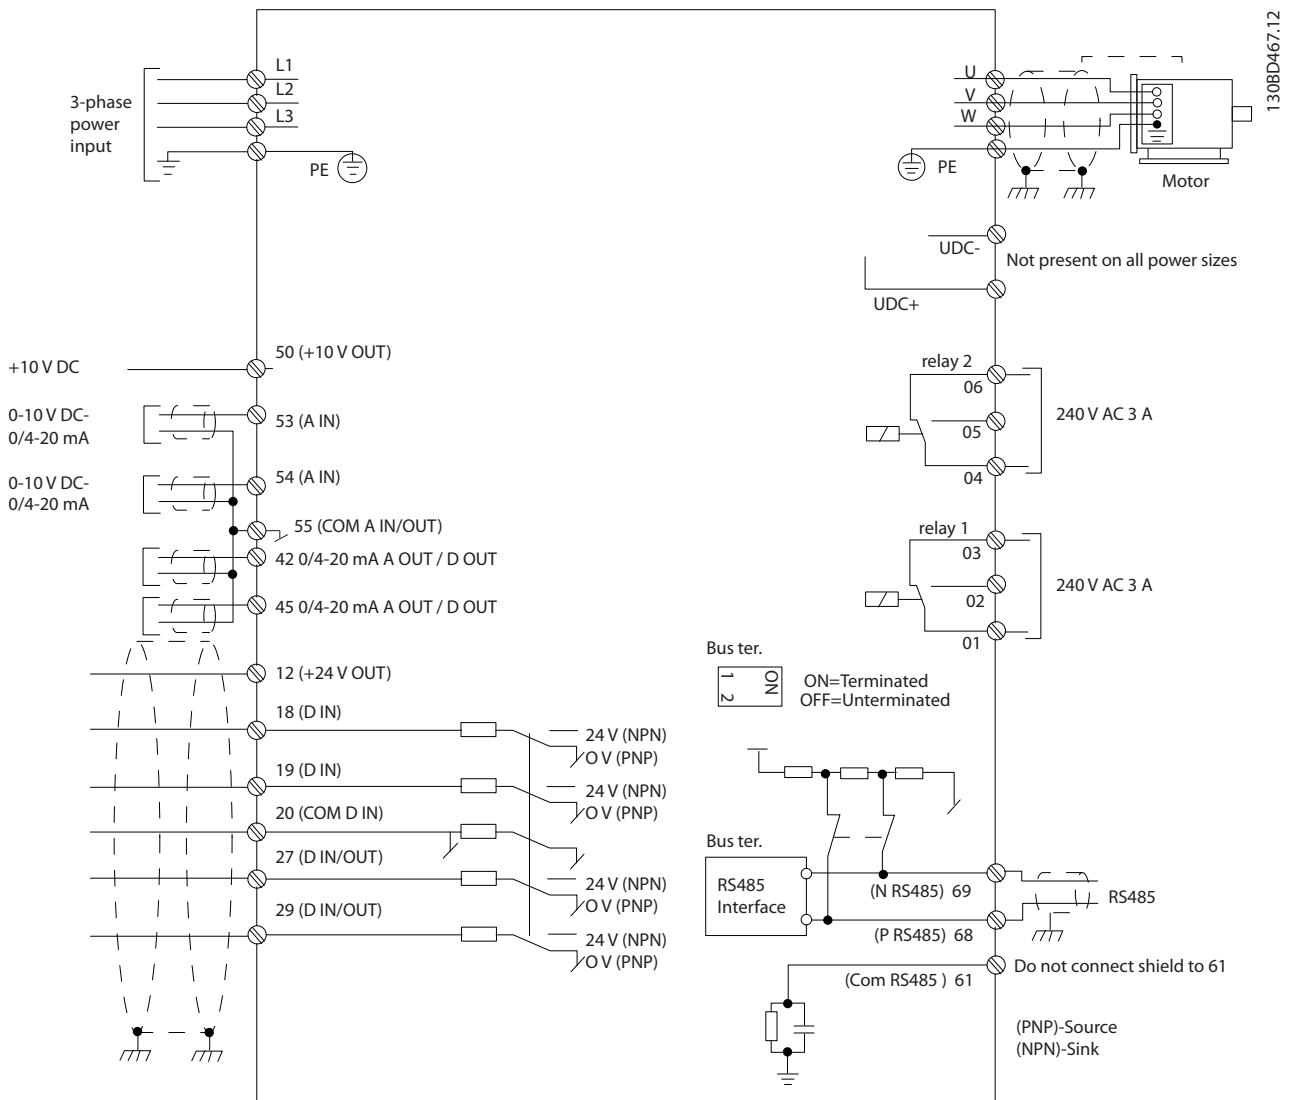 130BD467.12
3-phase
power
input
L1
L2
L3
PE
U
V
W
PE
Motor
UDC-
Not present on all power sizes
UDC+
+10 V DC
50 (+10 V OUT)
0-10 V DC-
0/4-20 mA
53 (A IN)
0-10 V DC-
0/4-20 mA
54 (A IN)
55 (COM A IN/OUT)
42 0/4-20 mA A OUT / D OUT
45 0/4-20 mA A OUT / D OUT
12 (+24 V OUT)
18 (D IN)
24 V (NPN)
O V (PNP)
19 (D IN)
24 V (NPN)
O V (PNP)
20 (COM D IN)
27 (D IN/OUT)
24 V (NPN)
O V (PNP)
29 (D IN/OUT)
24 V (NPN)
O V (PNP)
relay 2
06
05
04
240 V AC 3 A
relay 1
03
02
01
240 V AC 3 A
Bus ter.
1 2 ON
ON=Terminated
OFF=Unterminated
Bus ter.
RS485
Interface
(N RS485) 69
(P RS485) 68
RS485
(Com RS485 ) 61
Do not connect shield to 61
(PNP)-Source
(NPN)-Sink